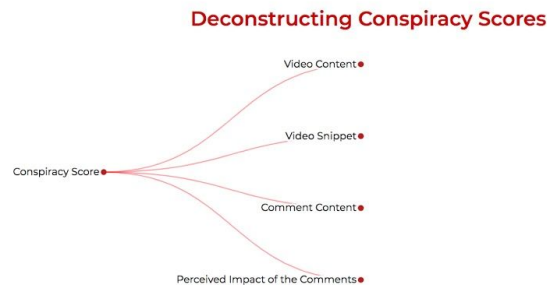 Deconstructing Conspiracy Scores
Video Content
Video Snippet
Conspiracy Score
Comment Content
Perceived Impact of the Comments